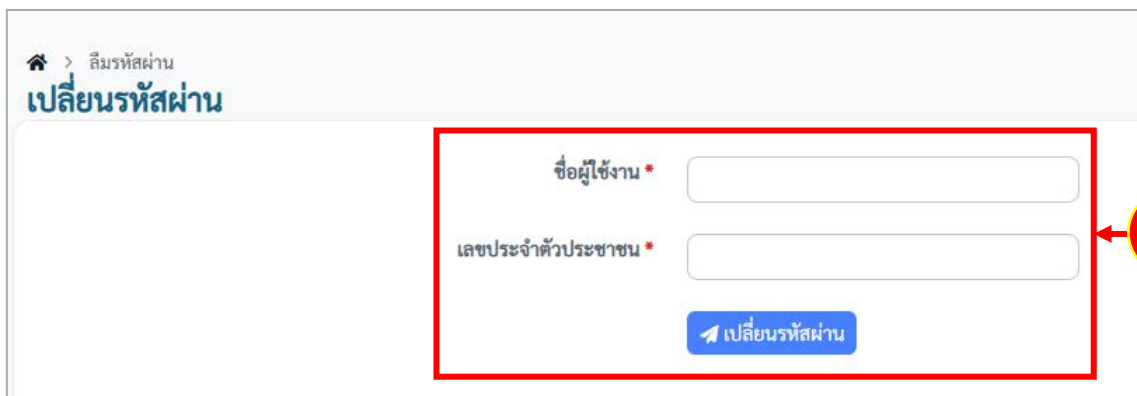 > ลืมรหัสผ่าน
เปลี่ยนรหัสผ่าน
ชื่อผู้ใช้งาน *
เลขประจำตัวประชาชน *
เปลี่ยนรหัสผ่าน